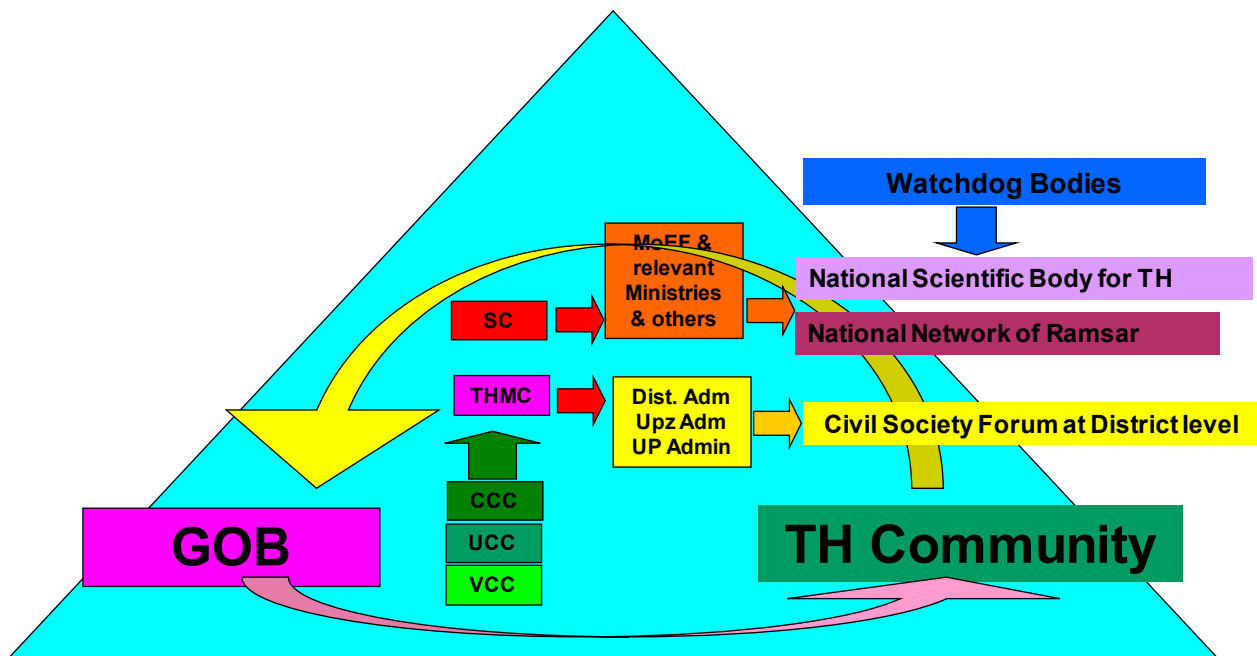 Watchdog Bodies
MoEF &
relevant
Ministries
& others
National Scientific Body for TH
SC
National Network of Ramsar
THMC
Dist. Adm
Upz Adm
UP Admin
Civil Society Forum at District level
CCC
UCC
VCC
GOB
TH Community